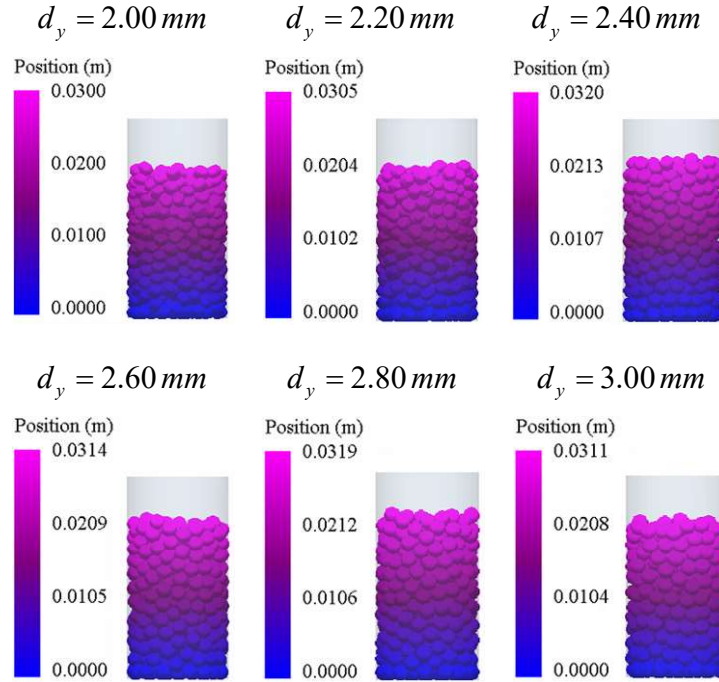 d_y = 2.00 mm
d_y = 2.20 mm
d_y = 2.40 mm
Position (m)
0.0300
0.0200
0.0100
0.0000
Position (m)
0.0305
0.0204
0.0102
0.0000
Position (m)
0.0320
0.0213
0.0107
0.0000
d_y = 2.60 mm
d_y = 2.80 mm
d_y = 3.00 mm
Position (m)
0.0314
0.0209
0.0105
0.0000
Position (m)
0.0319
0.0212
0.0106
0.0000
Position (m)
0.0311
0.0208
0.0104
0.0000